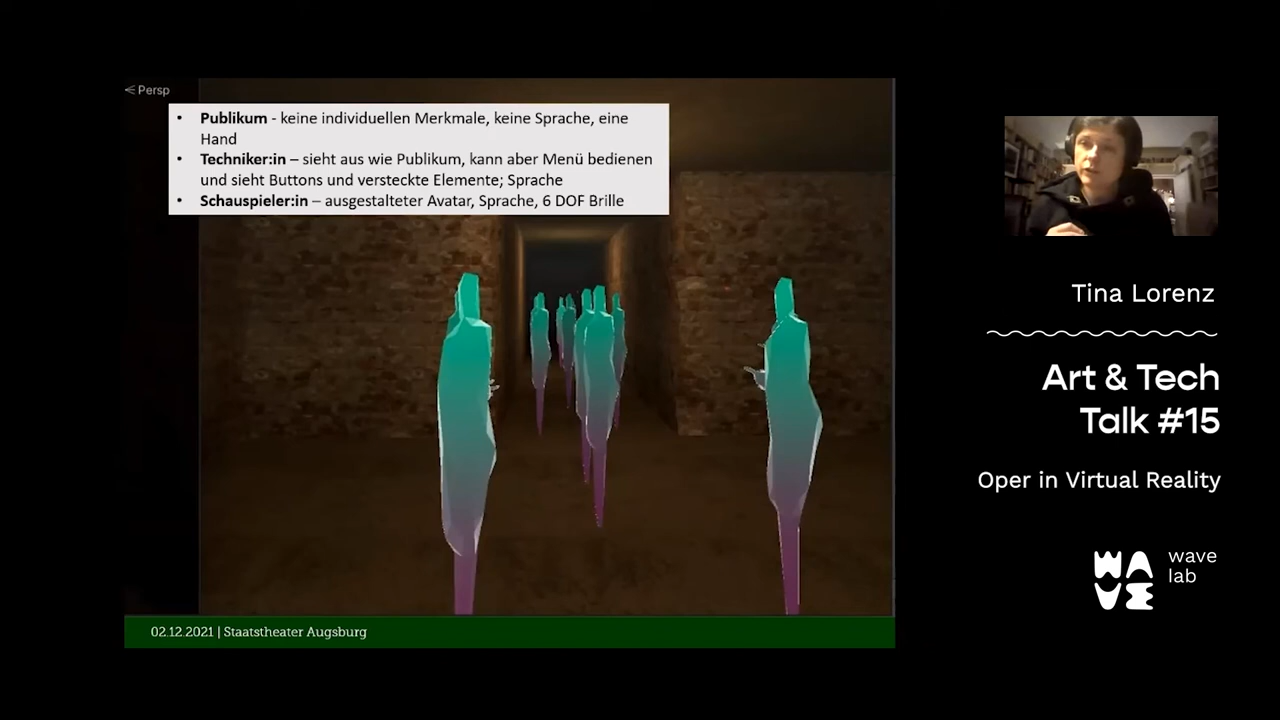 Persp
• Publikum - keine individuellen Merkmale, keine Sprache, eine
Hand
• Techniker:in – sieht aus wie Publikum, kann aber Menü bedienen
und sieht Buttons und versteckte Elemente; Sprache
• Schauspieler:in – ausgestalteter Avatar, Sprache, 6 DOF Brille
02.12.2021 | Staatstheater Augsburg
Tina Lorenz
Art & Tech
Talk #15
Oper in Virtual Reality
WAVE
wave
lab